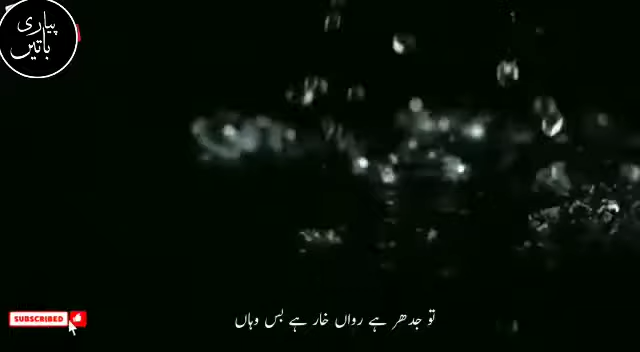 پیاری
باتیں
تو جدھر ہے رواں خار ہے بس وہاں
SUBSCRIBED